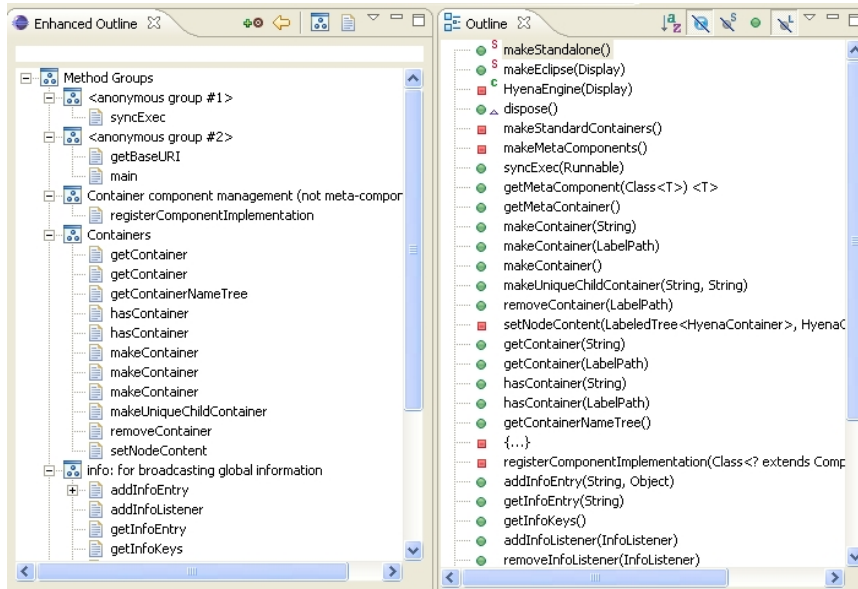 Enhanced Outline
Method Groups
<anonymous group #1>
syncExec
<anonymous group #2>
getBaseURI
main
Container component management (not meta-compor
registerComponentImplementation
Containers
getContainer
getContainer
getContainerNameTree
hasContainer
hasContainer
makeContainer
makeContainer
makeContainer
makeUniqueChildContainer
removeContainer
setNodeContent
info: for broadcasting global information
addInfoEntry
addInfoListener
getInfoEntry
getInfoKeys
Outline
S makeStandalone()
S makeEclipse(Display)
C HyenaEngine(Display)
dispose()
makeStandardContainers()
makeMetaComponents()
syncExec(Runnable)
getMetaComponent(Class<T>) <T>
getMetaContainer()
makeContainer(String)
makeContainer(LabelPath)
makeContainer()
makeUniqueChildContainer(String, String)
removeContainer(LabelPath)
setNodeContent(LabeledTree<HyenaContainer>, HyenaC
getContainer(String)
getContainer(LabelPath)
hasContainer(String)
hasContainer(LabelPath)
getContainerNameTree()
{...}
registerComponentImplementation(Class<? extends Comp
addInfoEntry(String, Object)
getInfoEntry(String)
getInfoKeys()
addInfoListener(InfoListener)
removeInfoListener(InfoListener)